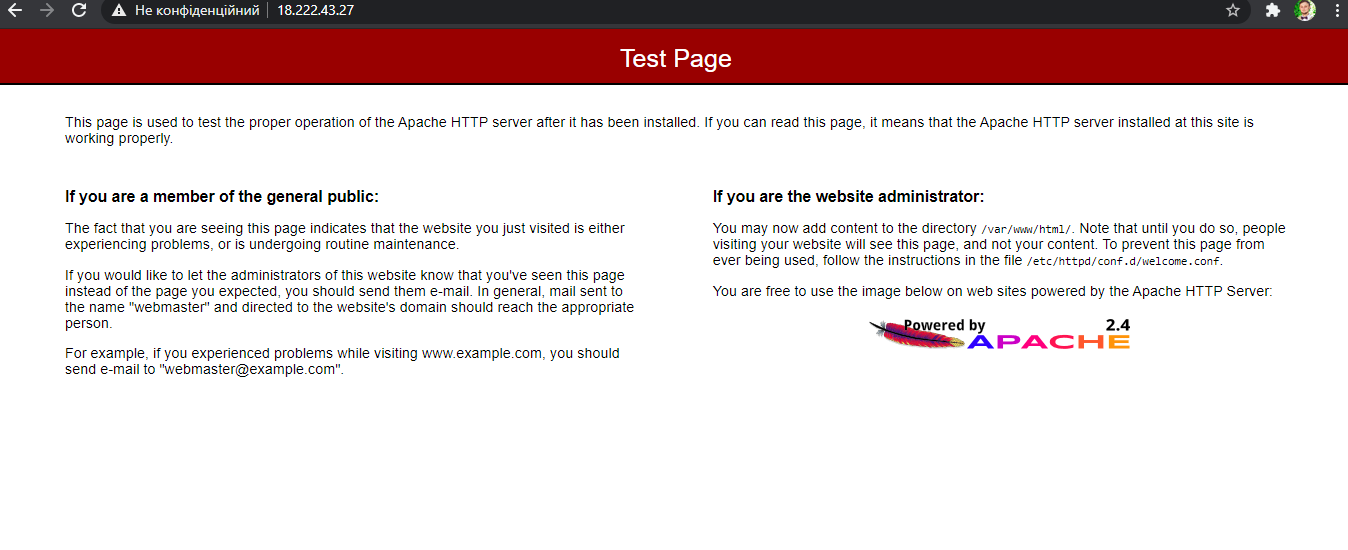 Не конфіденційний 18.222.43.27
Test Page
This page is used to test the proper operation of the Apache HTTP server after it has been installed. If you can read this page, it means that the Apache HTTP server installed at this site is
working properly.
If you are a member of the general public:
The fact that you are seeing this page indicates that the website you just visited is either
experiencing problems, or is undergoing routine maintenance.
If you would like to let the administrators of this website know that you've seen this page
instead of the page you expected, you should send them e-mail. In general, mail sent to
the name "webmaster" and directed to the website's domain should reach the appropriate
person.
For example, if you experienced problems while visiting www.example.com, you should
send e-mail to "webmaster@example.com".
If you are the website administrator:
You may now add content to the directory /var/www/html/. Note that until you do so, people
visiting your website will see this page, and not your content. To prevent this page from
ever being used, follow the instructions in the file /etc/httpd/conf.d/welcome.conf.
You are free to use the image below on web sites powered by the Apache HTTP Server:
Powered by 2.4
APACHE